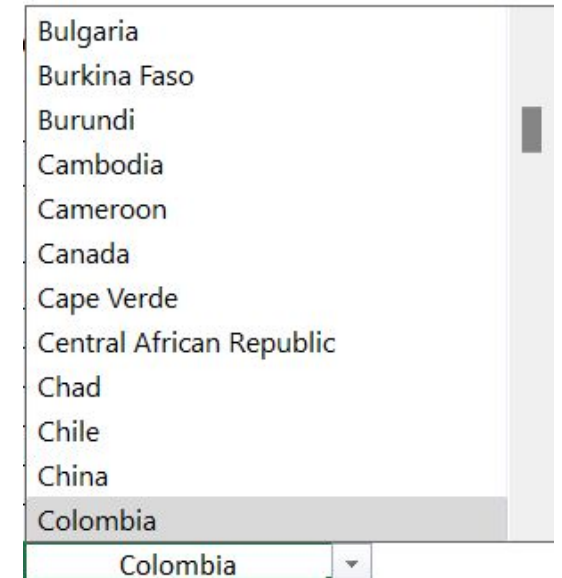 Bulgaria
Burkina Faso
Burundi
Cambodia
Cameroon
Canada
Cape Verde
Central African Republic
Chad
Chile
China
Colombia
Colombia